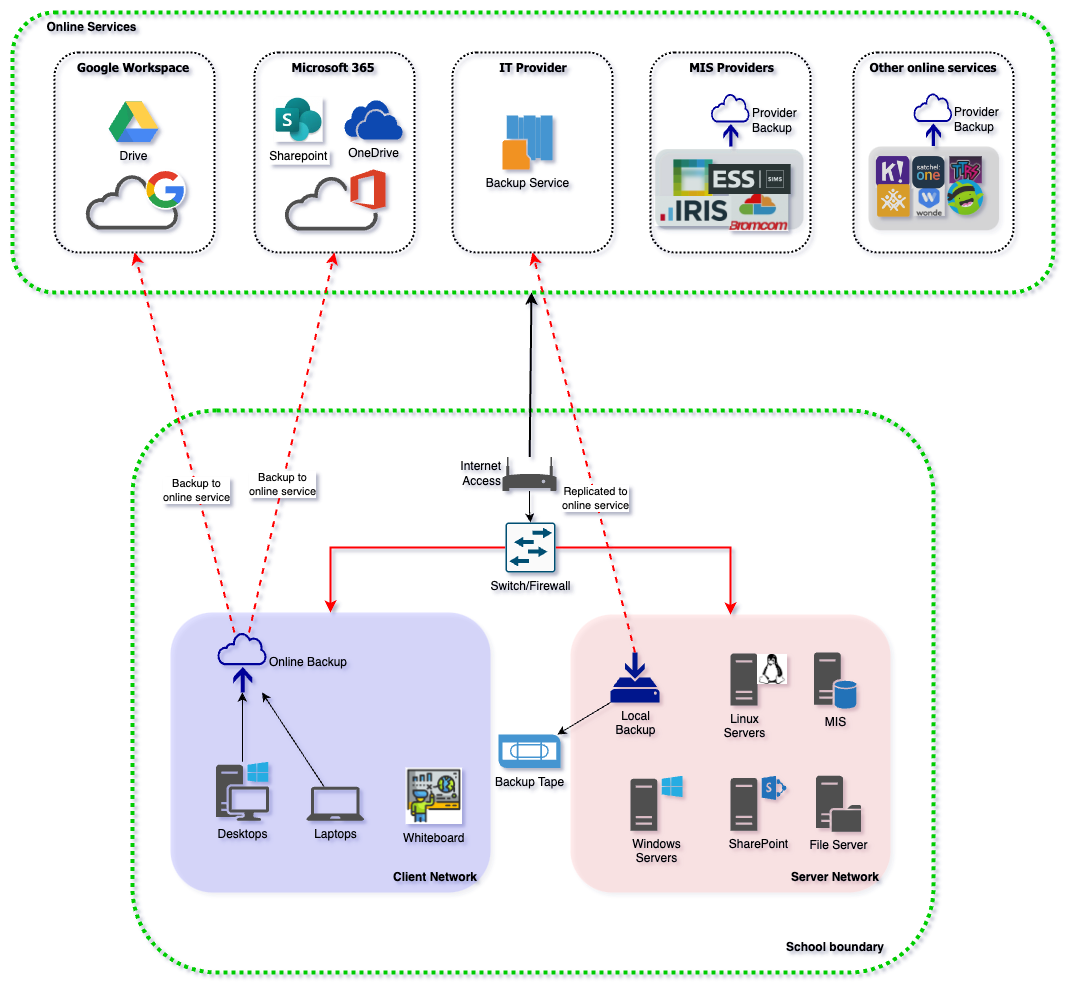 Online Services
Google Workspace
Drive
Microsoft 365
S
Sharepoint
OneDrive
IT Provider
Backup Service
MIS Providers
Provider
Backup
ESS
SIMS
IRIS
Bromcom
Other online services
Provider
Backup
K!
satchel:
one
TTRS
W
wonde
Backup to
online service
Backup to
online service
Internet
Access
Replicated to
online service
Switch/Firewall
Online Backup
Desktops
Laptops
Whiteboard
Client Network
Local
Backup
Backup Tape
Linux
Servers
MIS
Windows
Servers
S
SharePoint
File Server
Server Network
School boundary